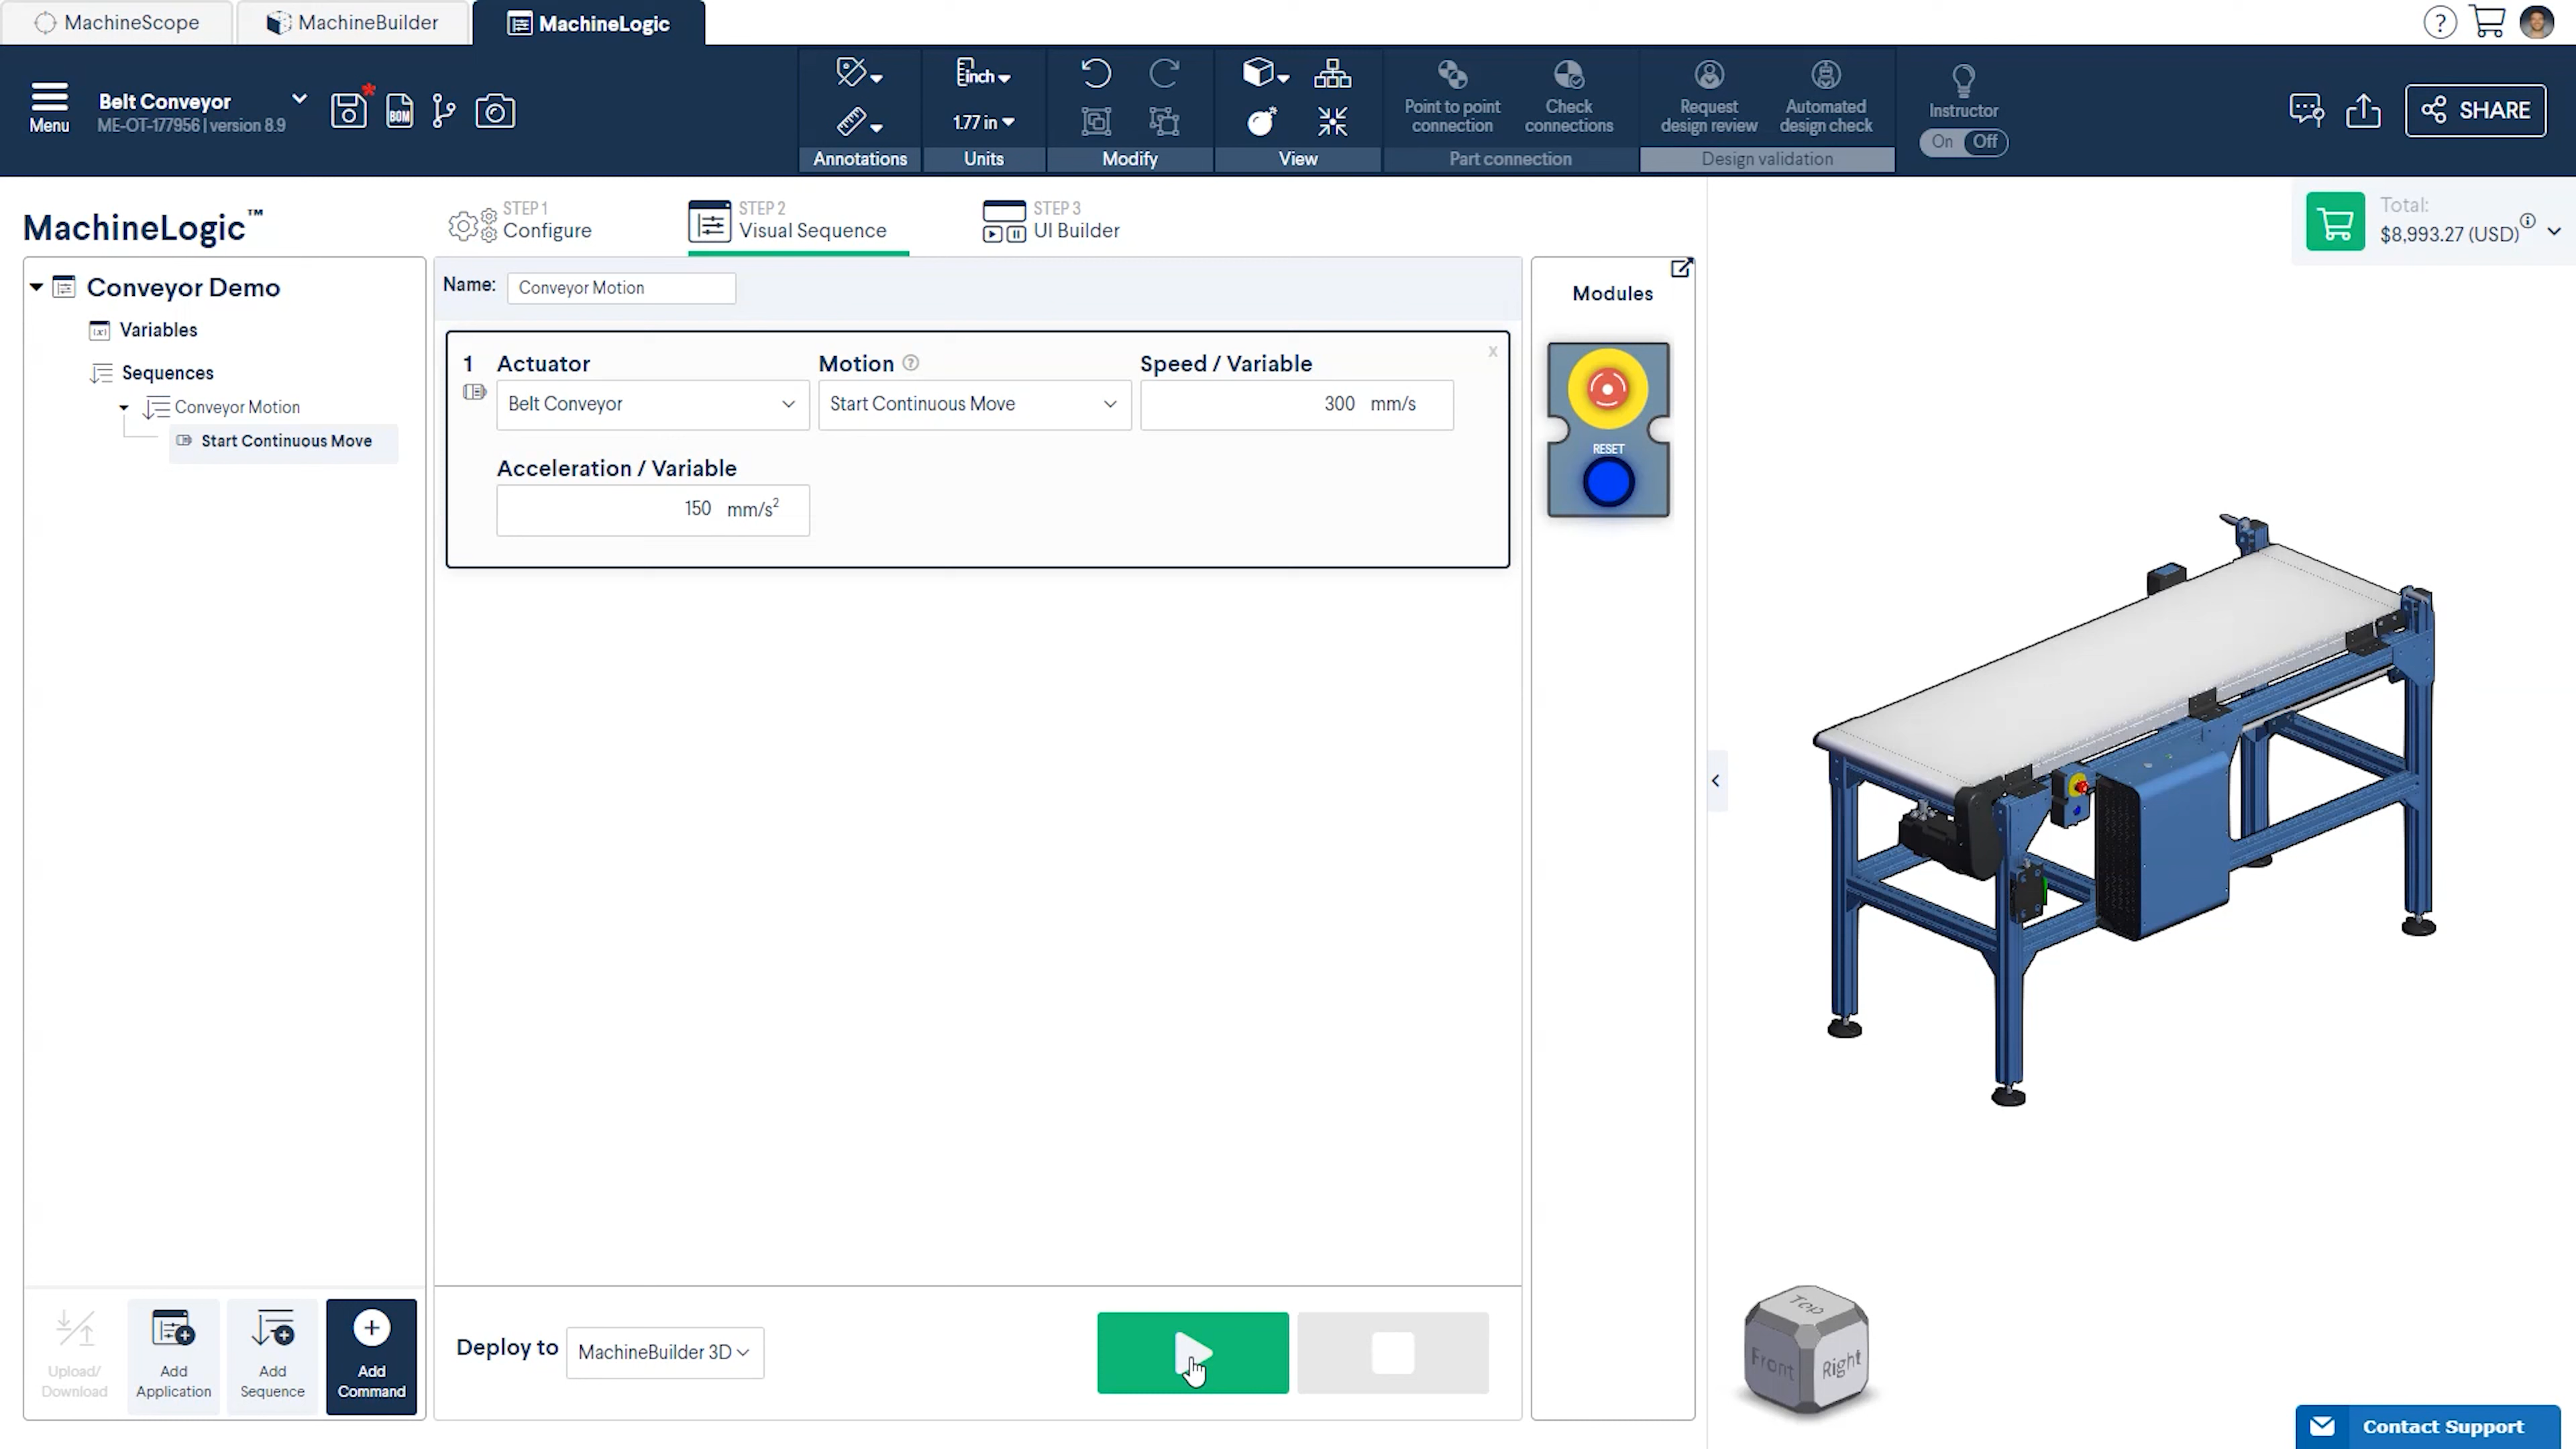 MachineScope
MachineBuilder
MachineLogic
?
Menu
Belt Conveyor
ME-OT-177956 | version 8.9
*
BOM
inch
1.77 in
Annotations
Units
Modify
View
Point to point
connection
Check
connections
Part connection
Request
design review
Automated
design check
Design validation
Instructor
On Off
SHARE
MachineLogic™
STEP 1
Configure
STEP 2
Visual Sequence
STEP 3
UI Builder
Total:
$8,993.27 (USD)
Conveyor Demo
Variables
Sequences
Conveyor Motion
Start Continuous Move
Name: Conveyor Motion
x
1 Actuator Motion ? Speed / Variable
Belt Conveyor Start Continuous Move 300 mm/s
Acceleration / Variable
150 mm/s²
Modules
RESET
Upload/
Download
Add
Application
Add
Sequence
Add
Command
Deploy to MachineBuilder 3D
Top
Front
Right
Contact Support